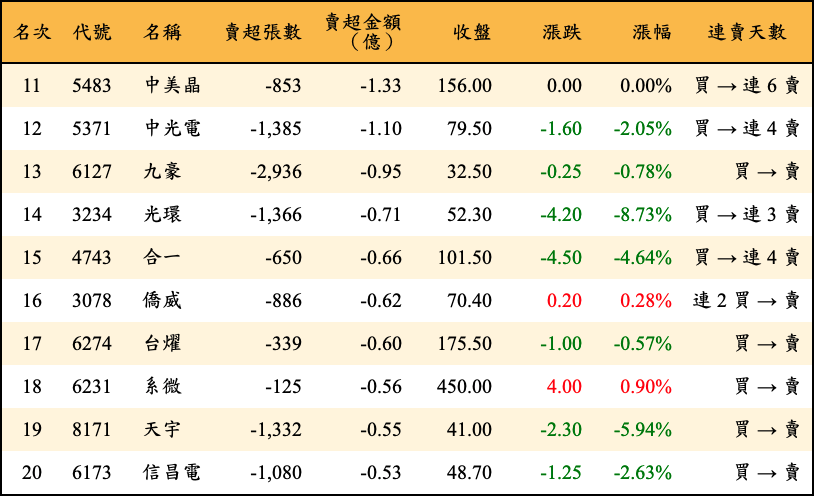 名次 代號 名稱 賣超張數 賣超金額（億） 收盤 漲跌 漲幅 連賣天數
11 5483 中美晶 -853 -1.33 156.00 0.00 0.00% 買 → 連 6 賣
12 5371 中光電 -1,385 -1.10 79.50 -1.60 -2.05% 買 → 連 4 賣
13 6127 九豪 -2,936 -0.95 32.50 -0.25 -0.78% 買 → 賣
14 3234 光環 -1,366 -0.71 52.30 -4.20 -8.73% 買 → 連 3 賣
15 4743 合一 -650 -0.66 101.50 -4.50 -4.64% 買 → 連 4 賣
16 3078 僑威 -886 -0.62 70.40 0.20 0.28% 連 2 買 → 賣
17 6274 台燿 -339 -0.60 175.50 -1.00 -0.57% 買 → 賣
18 6231 系微 -125 -0.56 450.00 4.00 0.90% 買 → 賣
19 8171 天宇 -1,332 -0.55 41.00 -2.30 -5.94% 買 → 賣
20 6173 信昌電 -1,080 -0.53 48.70 -1.25 -2.63% 買 → 賣